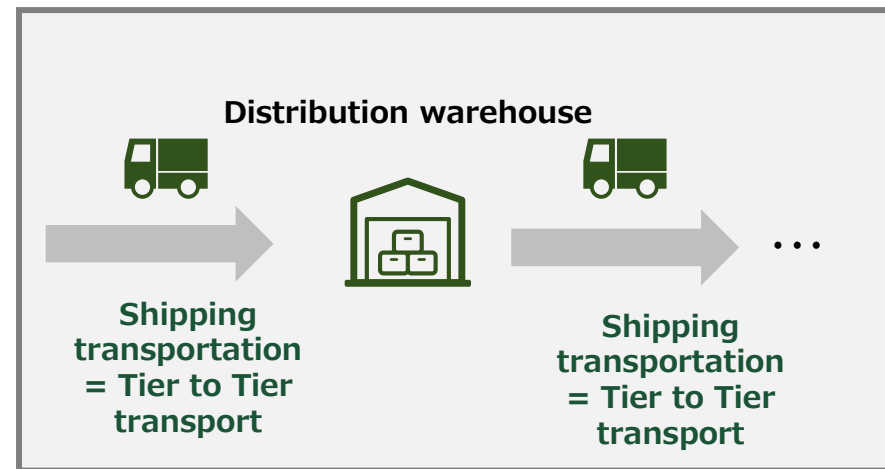 Distribution warehouse
...
Shipping
transportation
= Tier to Tier
transport
Shipping
transportation
= Tier to Tier
transport